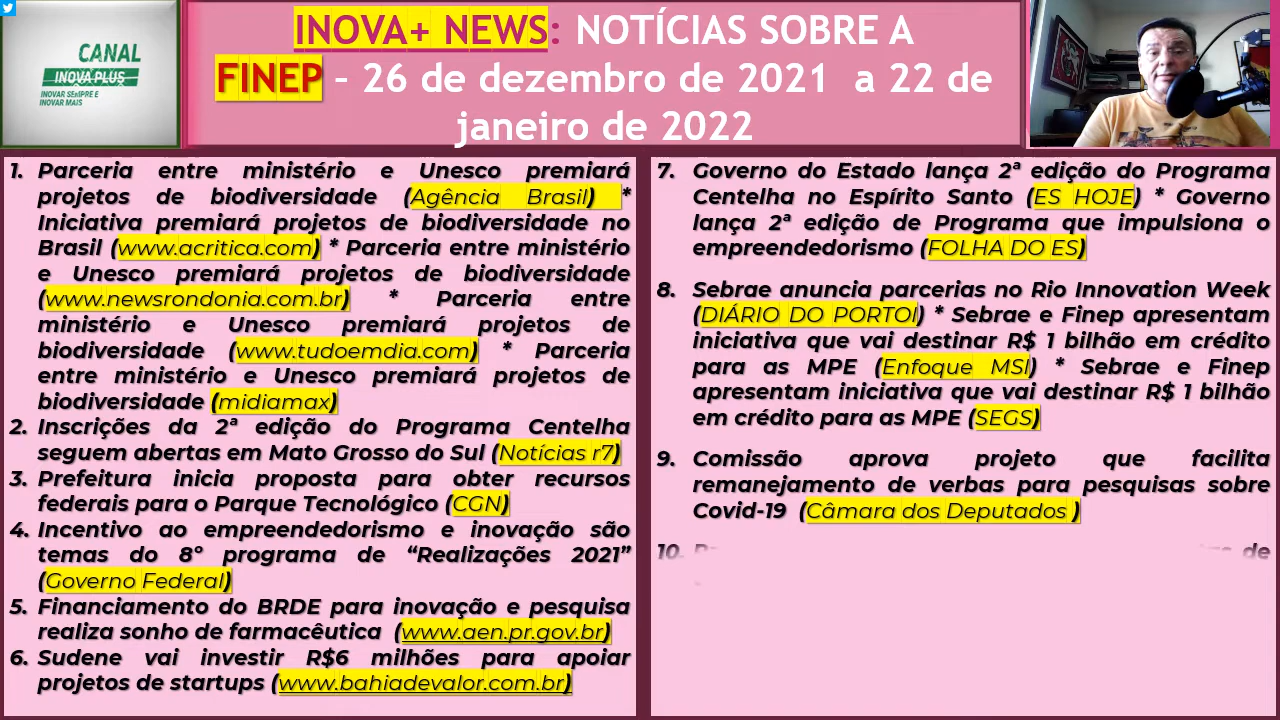 CANAL
INOVA PLUS
INOVAR SEMPRE E
INOVAR MAIS
INOVA+ NEWS: NOTÍCIAS SOBRE A
FINEP – 26 de dezembro de 2021 a 22 de
janeiro de 2022
1. Parceria entre ministério e Unesco premiará
projetos de biodiversidade (Agência Brasil) *
Iniciativa premiará projetos de biodiversidade no
Brasil (www.acritica.com) * Parceria entre ministério
e Unesco premiará projetos de biodiversidade
(www.newsrondonia.com.br) * Parceria entre
ministério e Unesco premiará projetos de
biodiversidade (www.tudoemdia.com) * Parceria
entre ministério e Unesco premiará projetos de
biodiversidade (midiamax)
2. Inscrições da 2ª edição do Programa Centelha
seguem abertas em Mato Grosso do Sul (Notícias r7)
3. Prefeitura inicia proposta para obter recursos
federais para o Parque Tecnológico (CGN)
4. Incentivo ao empreendedorismo e inovação são
temas do 8º programa de “Realizações 2021”
(Governo Federal)
5. Financiamento do BRDE para inovação e pesquisa
realiza sonho de farmacêutica (www.aen.pr.gov.br)
6. Sudene vai investir R$6 milhões para apoiar
projetos de startups (www.bahiadevalor.com.br)
7. Governo do Estado lança 2ª edição do Programa
Centelha no Espírito Santo (ES HOJE) * Governo
lança 2ª edição de Programa que impulsiona o
empreendedorismo (FOLHA DO ES)
8. Sebrae anuncia parcerias no Rio Innovation Week
(DIÁRIO DO PORTOI) * Sebrae e Finep apresentam
iniciativa que vai destinar R$ 1 bilhão em crédito
para as MPE (Enfoque MSI) * Sebrae e Finep
apresentam iniciativa que vai destinar R$ 1 bilhão
em crédito para as MPE (SEGS)
9. Comissão aprova projeto que facilita
remanejamento de verbas para pesquisas sobre
Covid-19 (Câmara dos Deputados )
10. de